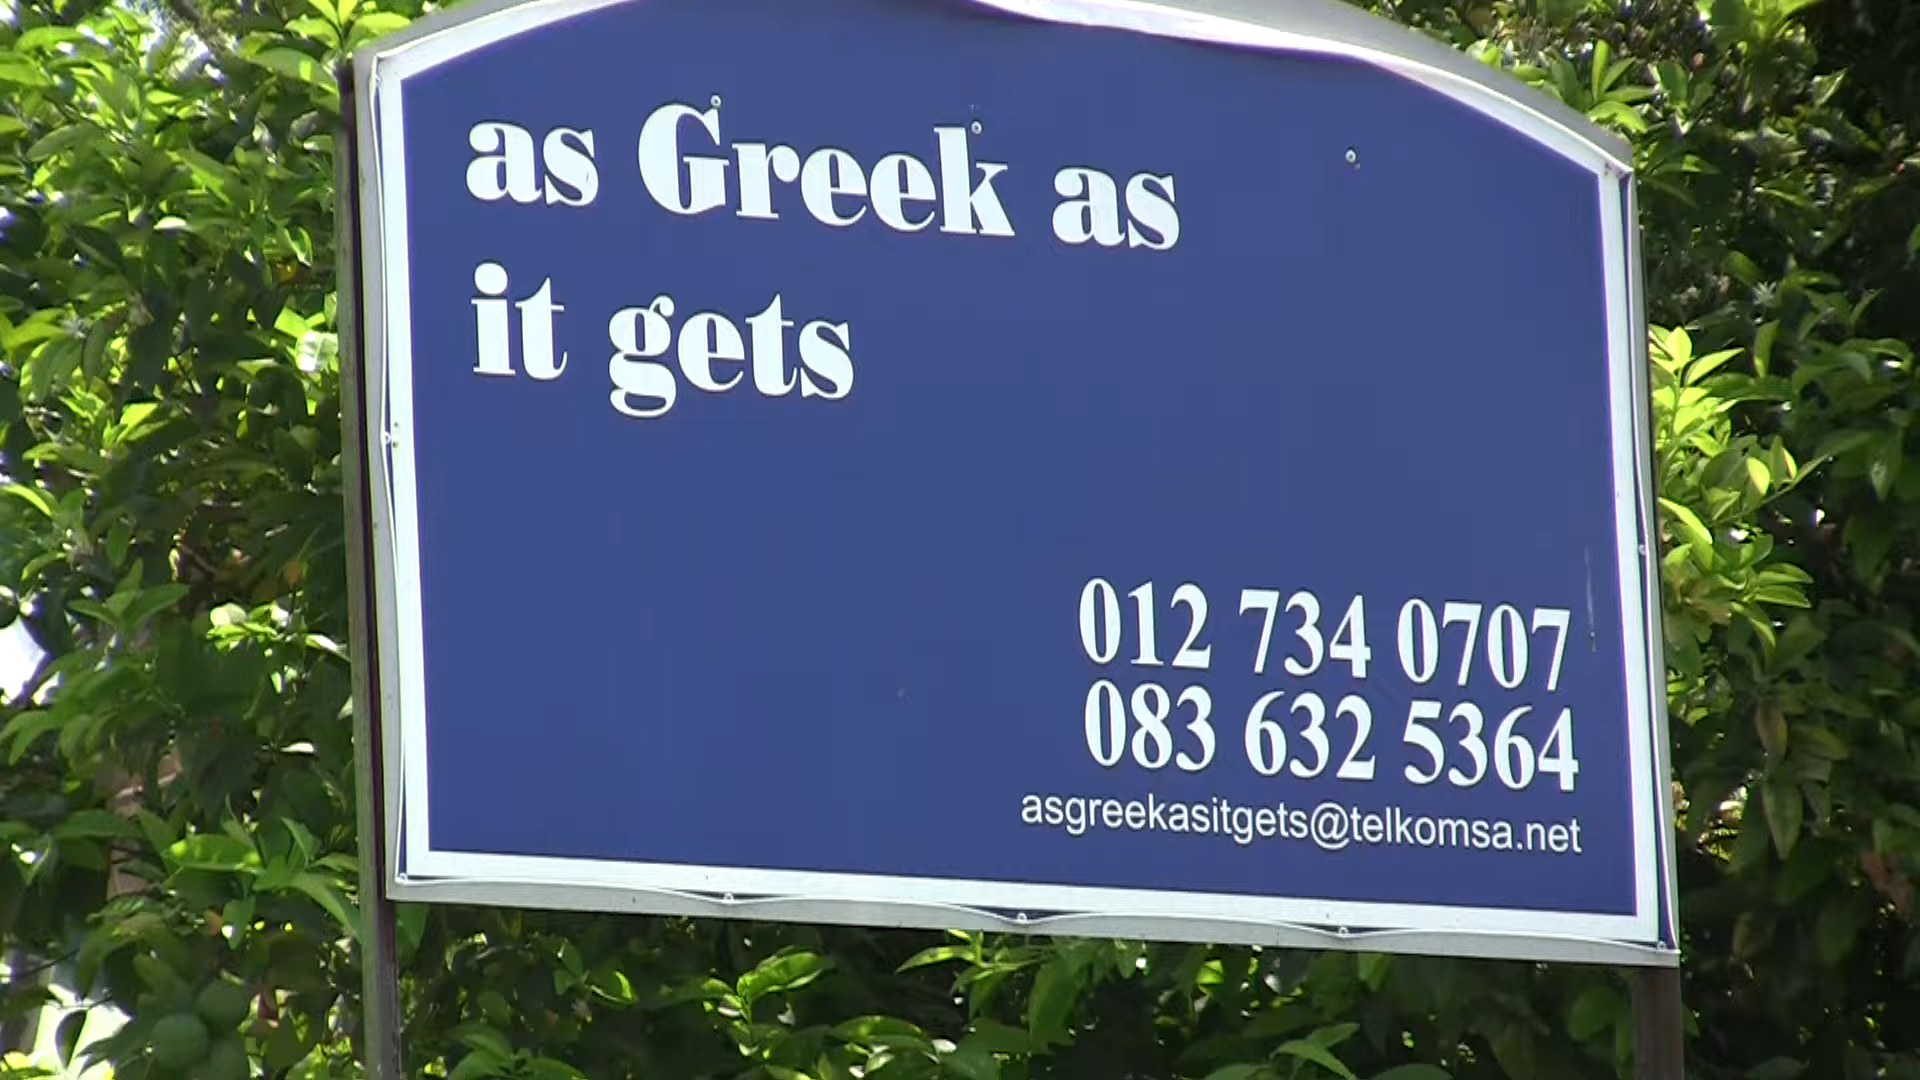 as Greek as
it gets
012 734 0707
083 632 5364
asgreekasitgets@telkomsa.net